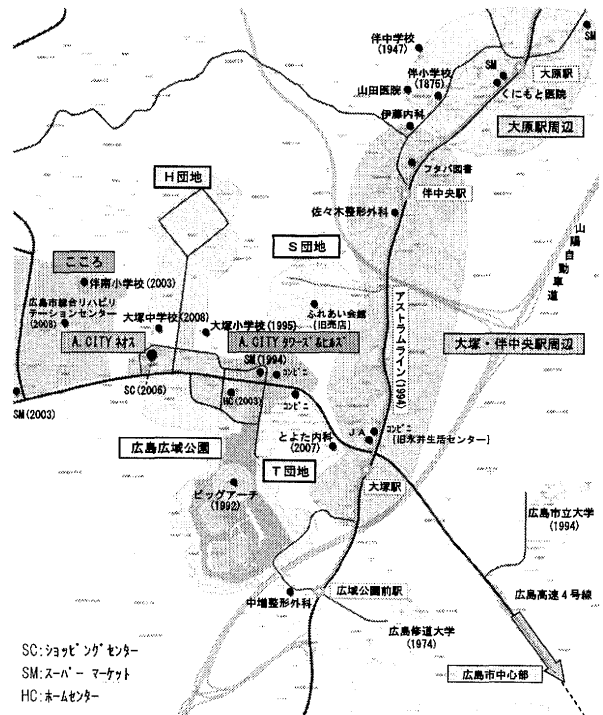 伴中学校
(1947)
SM
伴小学校
(1875)
SM
大原駅
山田医院
くにもと医院
伊藤内科
大原駅周辺
フタバ図書
H団地
伴中央駅
佐々木整形外科
S団地
山陽自動車道
こころ
伴南小学校(2003)
広島市総合リハビリ
テーションセンター
(2008)
大塚中学校(2008)
ふれあい会館
{旧売店}
大塚小学校(1995)
アストラムライン(1994)
A.CITYネオス
A.CITYタワーズ&ヒルズ
大塚・伴中央駅周辺
SM(1994)
コンビニ
SC(2006)
SM(2003)
HC(2003)
コンビニ
コンビニ
JA
{旧永井生活センター}
とよた内科
(2007)
広島広域公園
T団地
大塚駅
ビッグアーチ
(1992)
広島市立大学
(1994)
広島高速4号線
中増整形外科
広域公園前駅
広島修道大学
(1974)
広島市中心部
SC:ショッピングセンター
SM:スーパーマーケット
HC:ホームセンター